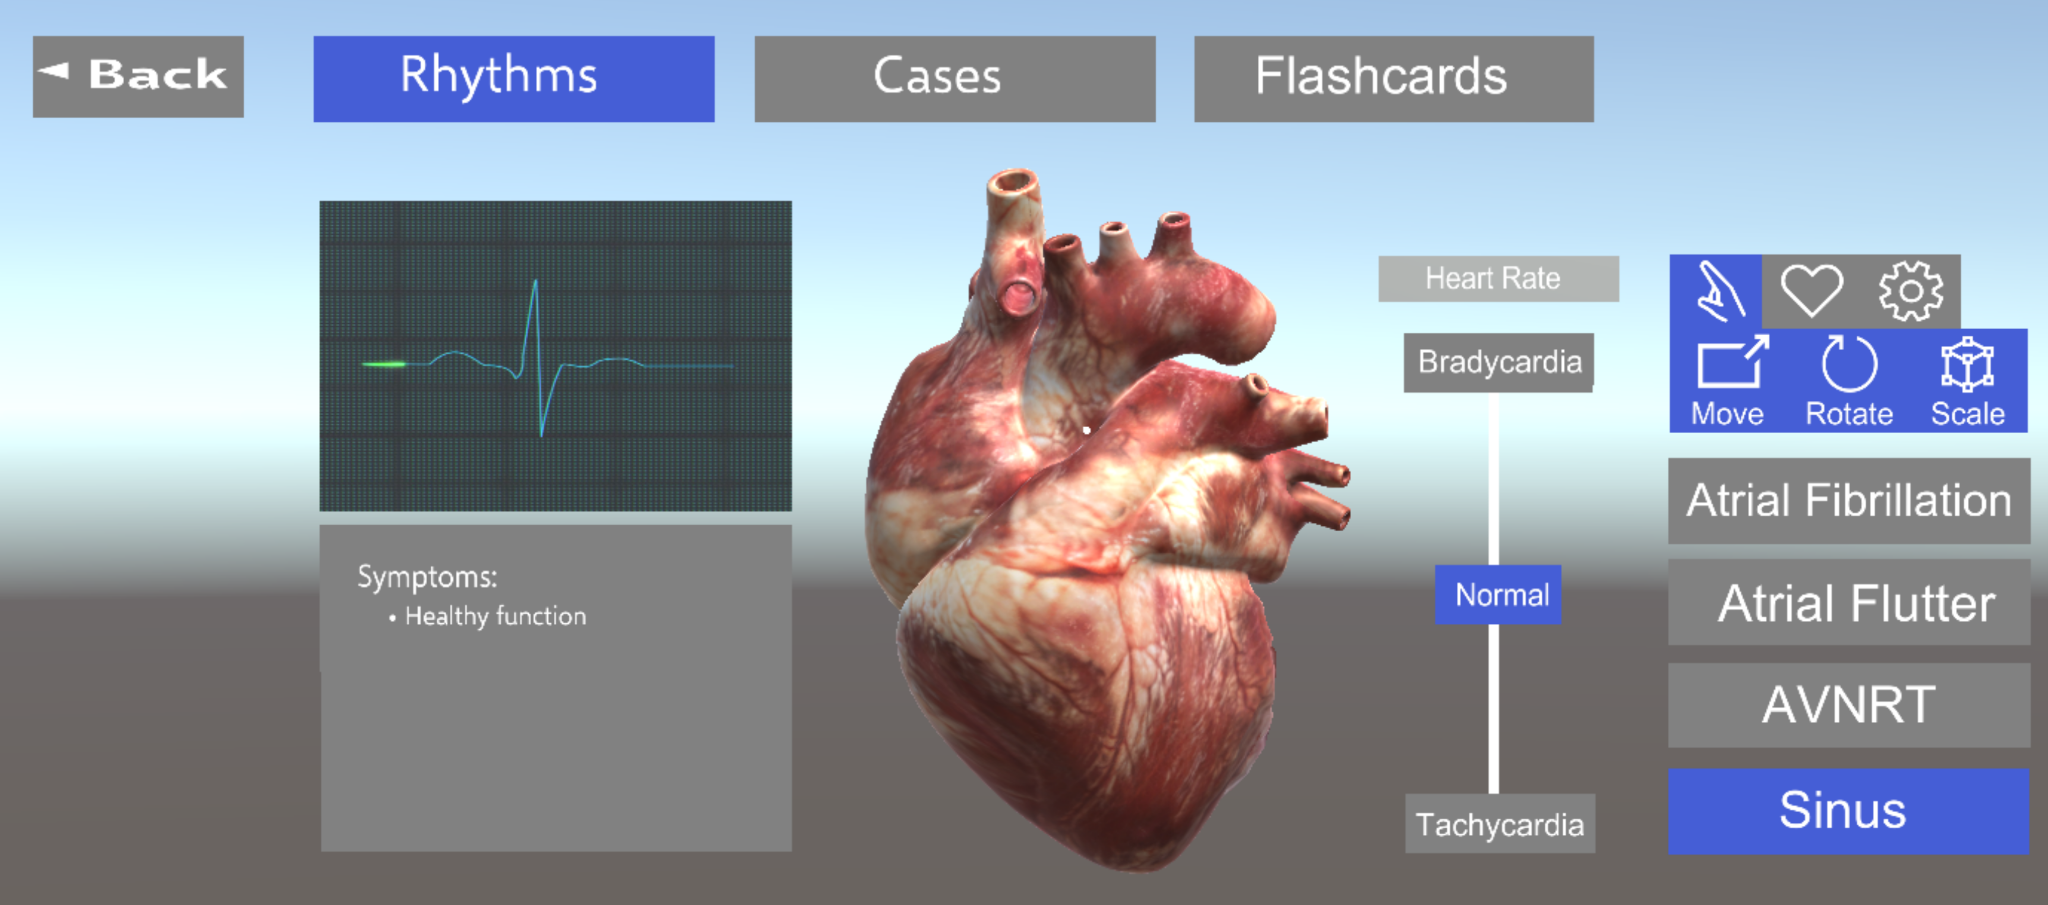 Back
Rhythms
Cases
Flashcards
Heart Rate
Bradycardia
Normal
Tachycardia
Symptoms:
• Healthy function
Move
Rotate
Scale
Atrial Fibrillation
Atrial Flutter
AVNRT
Sinus